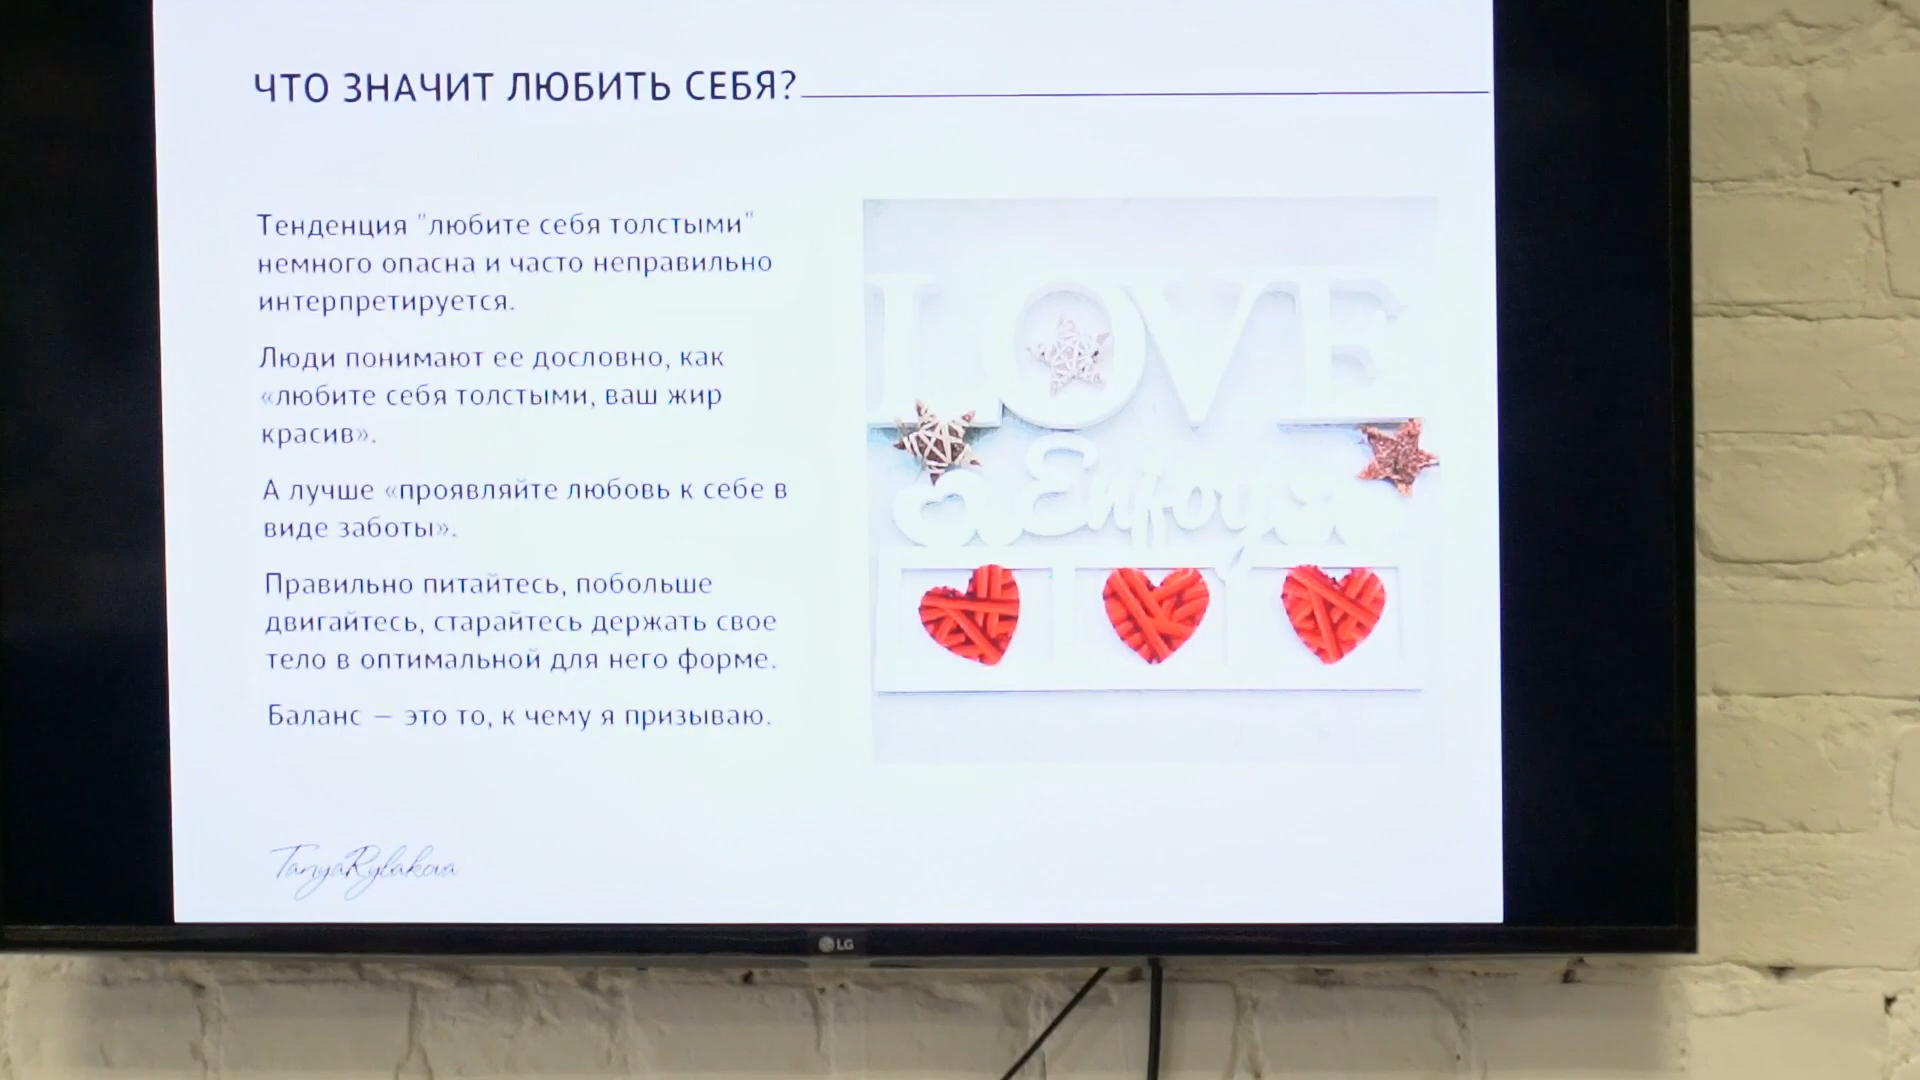 ЧТО ЗНАЧИТ ЛЮБИТЬ СЕБЯ?
Тенденция "любите себя толстыми"
немного опасна и часто неправильно
интерпретируется.
Люди понимают ее дословно, как
«любите себя толстыми, ваш жир
красив».
А лучше «проявляйте любовь к себе в
виде заботы».
Правильно питайтесь, побольше
двигайтесь, старайтесь держать свое
тело в оптимальной для него форме.
Баланс – это то, к чему я призываю.
LOVE
Enjoy
TanyaRylakova
LG